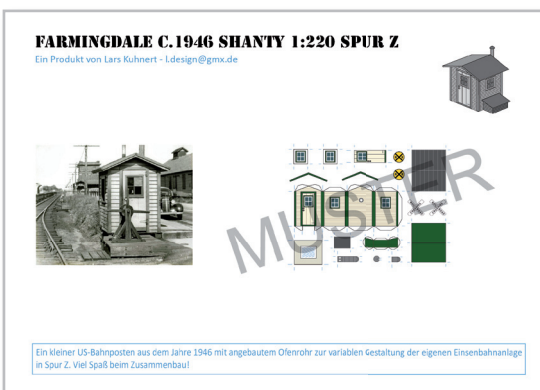 FARMINGDALE C.1946 SHANTY 1:220 SPUR Z
Ein Produkt von Lars Kuhnert - l.design@gmx.de
MUSTER
Ein kleiner US-Bahnposten aus dem Jahre 1946 mit angebautem Ofenrohr zur variablen Gestaltung der eigenen Einsenbahnanlage
in Spur Z. Viel Spaß beim Zusammenbau!